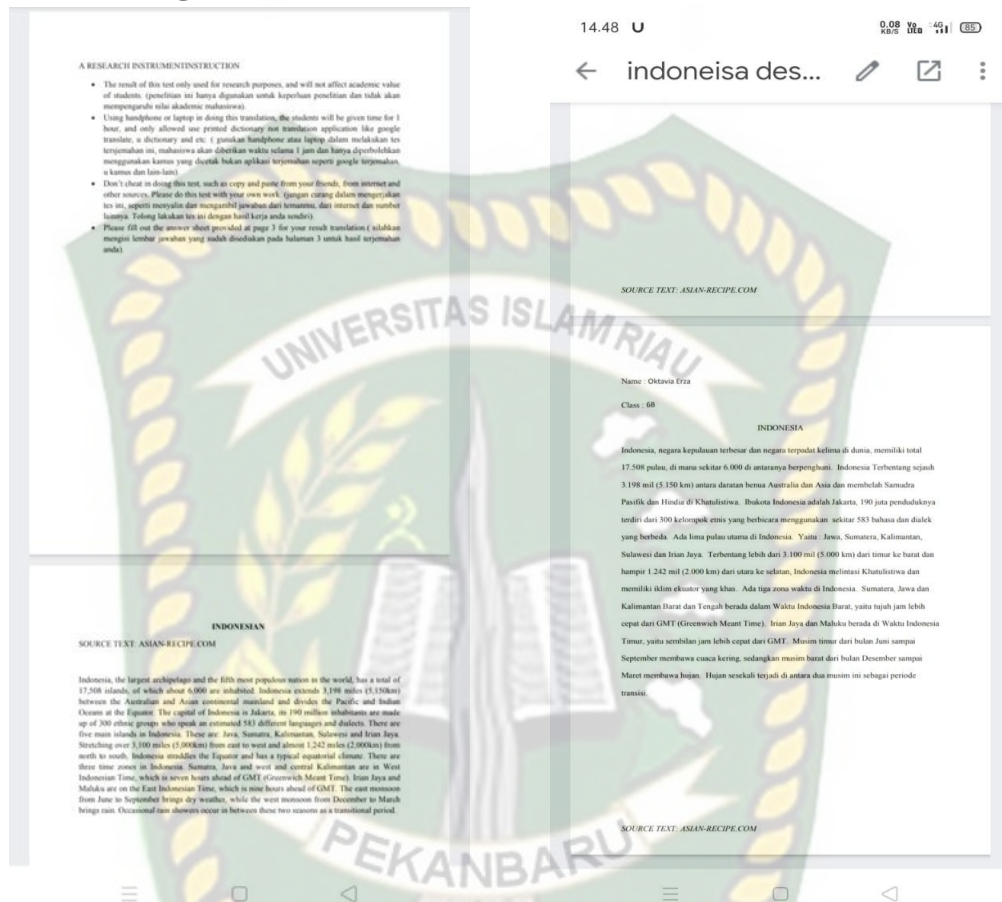 A RESEARCH INSTRUMENTINSTRUCTION
• The result of this test only used for research purposes, and will not affect academic value
of students. (penelitian ini hanya digunakan untuk keperluan penelitian dan tidak akan
mempengaruhi nilai akademic mahasiswa).
• Using handphone or laptop in doing this translation, the students will be given time for 1
hour, and only allowed use printed dictionary not translation application like google
translate, u dictionary and etc. ( gunakan handphone atau laptop dalam melakukan tes
terjemahan ini, mahasiswa akan diberikan waktu selama 1 jam dan hanya diperbolehkan
menggunakan kamus yang dicetak bukan aplikasi terjemahan seperti google terjemahan,
u kamus dan lain-lain).
• Don't cheat in doing this test, such as copy and paste from your friends, from internet and
other sources. Please do this test with your own work. (jangan curang dalam mengerjakan
tes ini, seperti menyalin dan mengambil jawaban dari temanmu, dari internet dan sumber
lainnya. Tolong lakukan tes ini dengan hasil kerja anda sendiri).
• Please fill out the answer sheet provided at page 3 for your result translation ( silahkan
mengisi lembar jawaban yang sudah disediakan pada halaman 3 untuk hasil terjemahan
anda)
INDONESIAN
SOURCE TEXT: ASIAN-RECIPE.COM
Indonesia, the largest archipelago and the fifth most populous nation in the world, has a total of
17,508 islands, of which about 6,000 are inhabited. Indonesia extends 3,198 miles (5,150km)
between the Australian and Asian continental mainland and divides the Pacific and Indian
Oceans at the Equator. The capital of Indonesia is Jakarta, its 190 million inhabitants are made
up of 300 ethnic groups who speak an estimated 583 different languages and dialects. There are
five main islands in Indonesia. These are: Java, Sumatra, Kalimantan, Sulawesi and Irian Jaya.
Stretching over 3,100 miles (5,000km) from east to west and almost 1,242 miles (2,000km) from
north to south, Indonesia straddles the Equator and has a typical equatorial climate. There are
three time zones in Indonesia. Sumatra, Java and west and central Kalimantan are in West
Indonesian Time, which is seven hours ahead of GMT (Greenwich Meant Time). Irian Jaya and
Maluku are on the East Indonesian Time, which is nine hours ahead of GMT. The east monsoon
from June to September brings dry weather, while the west monsoon from December to March
brings rain. Occasional rain showers occur in between these two seasons as a transitional period.
14.48 U 0.08 KB/S Vo LTE 4G 85
indoneisa des...
SOURCE TEXT: ASIAN-RECIPE.COM
Name : Oktavia Erza
Class : 6B
INDONESIA
Indonesia, negara kepulauan terbesar dan negara terpadat kelima di dunia, memiliki total
17.508 pulau, di mana sekitar 6.000 di antaranya berpenghuni. Indonesia Terbentang sejauh
3.198 mil (5.150 km) antara daratan benua Australia dan Asia dan membelah Samudra
Pasifik dan Hindia di Khatulistiwa. Ibukota Indonesia adalah Jakarta, 190 juta penduduknya
terdiri dari 300 kelompok etnis yang berbicara menggunakan sekitar 583 bahasa dan dialek
yang berbeda. Ada lima pulau utama di Indonesia. Yaitu : Jawa, Sumatera, Kalimantan,
Sulawesi dan Irian Jaya. Terbentang lebih dari 3.100 mil (5.000 km) dari timur ke barat dan
hampir 1.242 mil (2.000 km) dari utara ke selatan, Indonesia melintasi Khatulistiwa dan
memiliki iklim ekuator yang khas. Ada tiga zona waktu di Indonesia. Sumatera, Jawa dan
Kalimantan Barat dan Tengah berada dalam Waktu Indonesia Barat, yaitu tujuh jam lebih
cepat dari GMT (Greenwich Meant Time). Irian Jaya dan Maluku berada di Waktu Indonesia
Timur, yaitu sembilan jam lebih cepat dari GMT. Musim timur dari bulan Juni sampai
September membawa cuaca kering, sedangkan musim barat dari bulan Desember sampai
Maret membawa hujan. Hujan sesekali terjadi di antara dua musim ini sebagai periode
transisi.
SOURCE TEXT: ASIAN-RECIPE.COM
UNIVERSITAS ISLAM RIAU
PEKANBARU